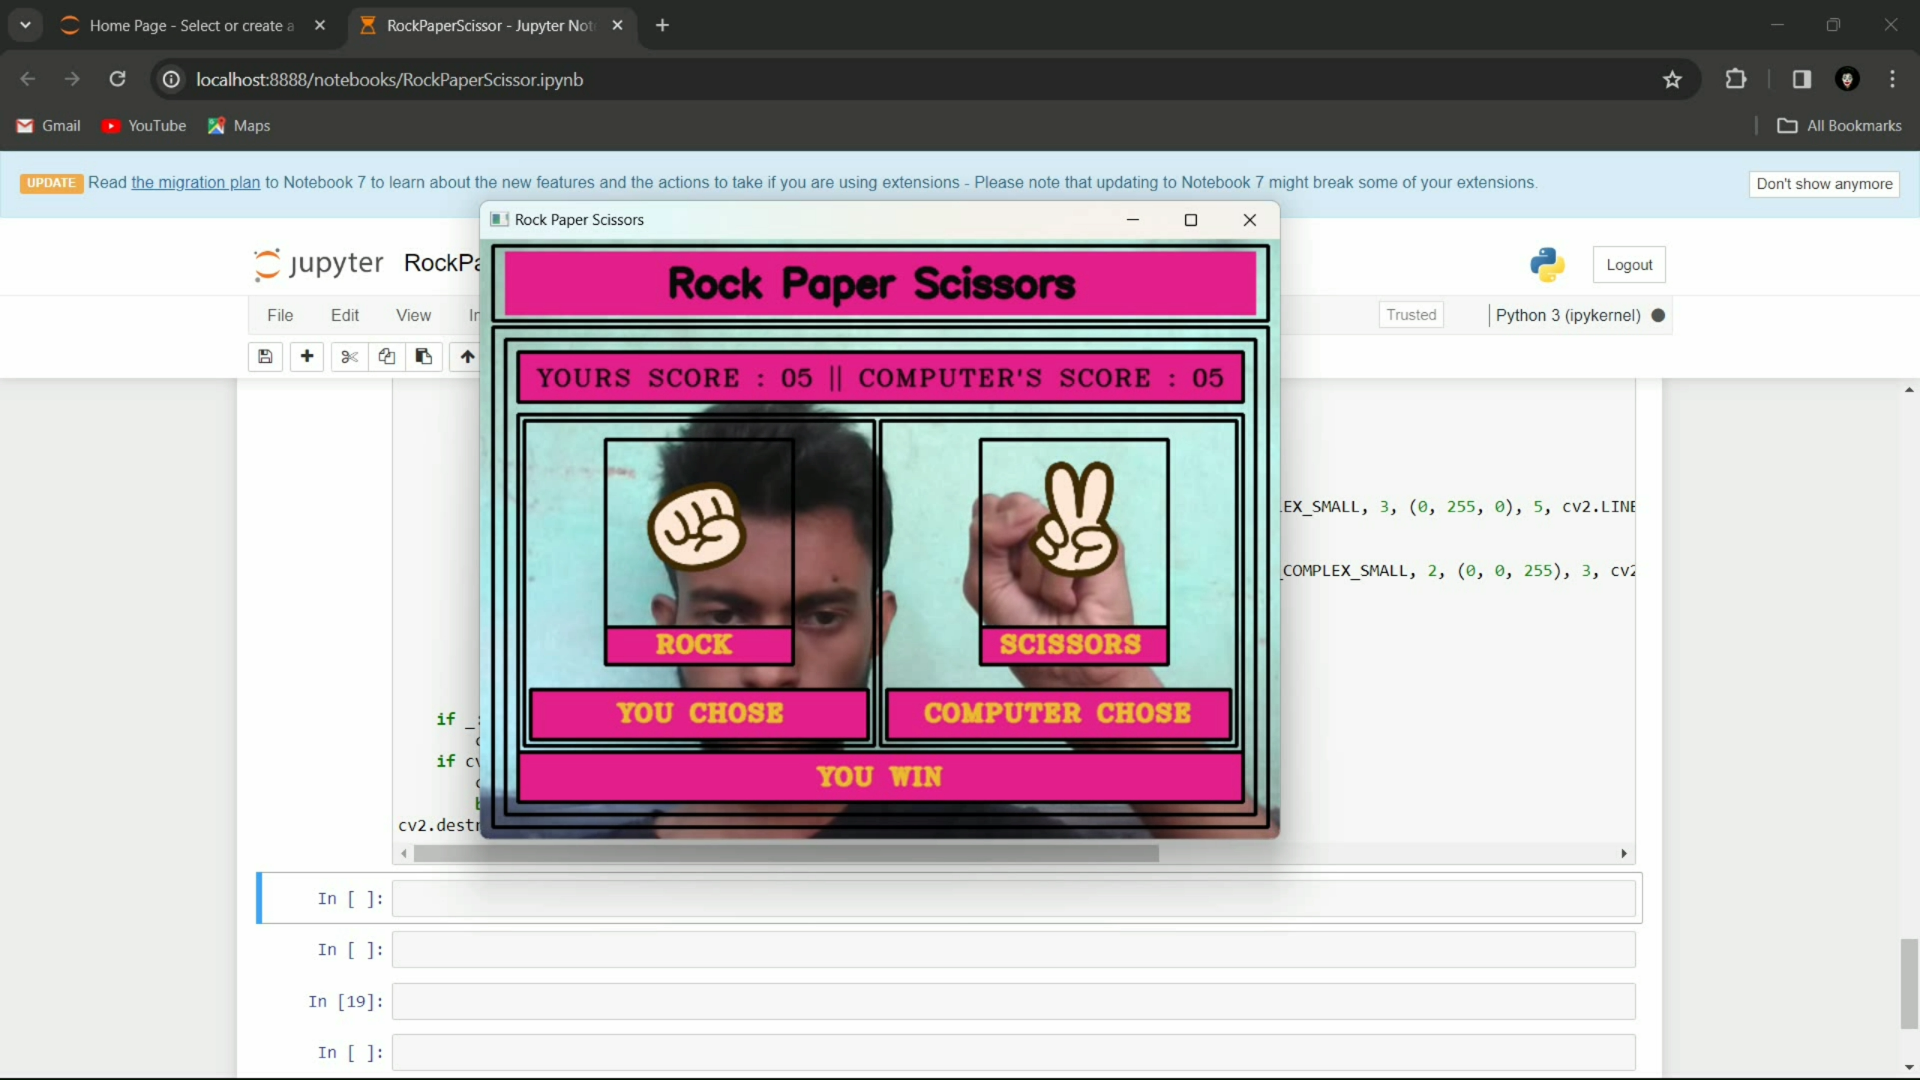 Home Page - Select or create a
RockPaperScissor - Jupyter Not
localhost:8888/notebooks/RockPaperScissor.ipynb
Gmail
YouTube
Maps
All Bookmarks
UPDATE Read the migration plan to Notebook 7 to learn about the new features and the actions to take if you are using extensions - Please note that updating to Notebook 7 might break some of your extensions.
Don't show anymore
Rock Paper Scissors
jupyter RockPa
Logout
File Edit View In
Trusted
Python 3 (ipykernel)
Rock Paper Scissors
YOURS SCORE : 05 || COMPUTER'S SCORE : 05
EX_SMALL, 3, (0, 255, 0), 5, cv2.LINE
COMPLEX_SMALL, 2, (0, 0, 255), 3, cv2
ROCK
SCISSORS
YOU CHOSE
COMPUTER CHOSE
YOU WIN
if _:
if cv
cv2.destr
In [ ]:
In [ ]:
In [19]:
In [ ]: